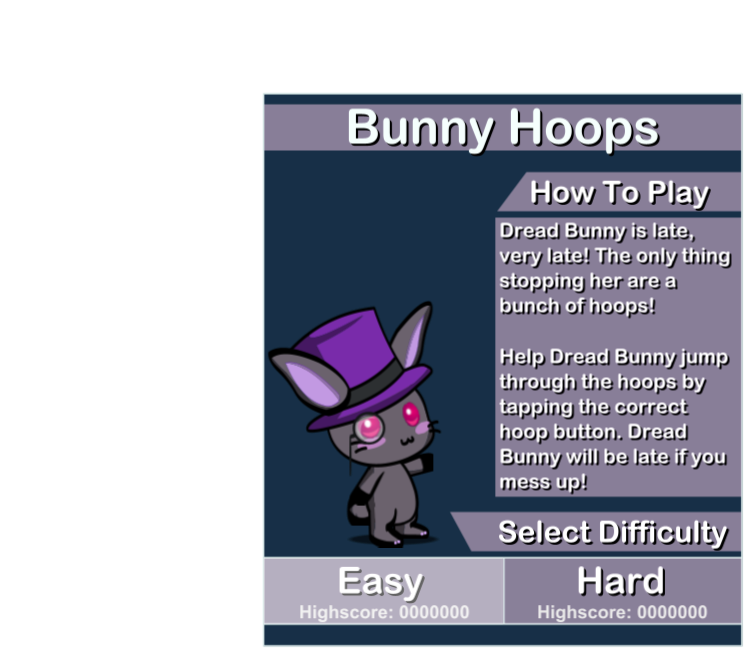 Bunny Hoops
How To Play
Dread Bunny is late,
very late! The only thing
stopping her are a
bunch of hoops!
Help Dread Bunny jump
through the hoops by
tapping the correct
hoop button. Dread
Bunny will be late if you
mess up!
Select Difficulty
Easy
Highscore: 0000000
Hard
Highscore: 0000000